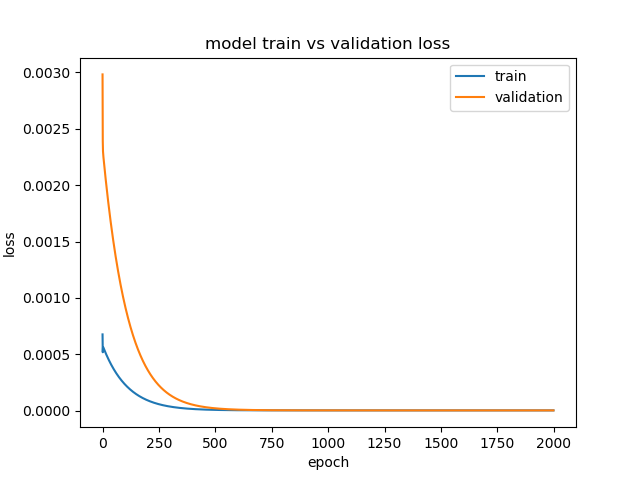 model train vs validation loss
train
validation
0.0030
0.0025
0.0020
0.0015
0.0010
0.0005
0.0000
loss
0 250 500 750 1000 1250 1500 1750 2000
epoch